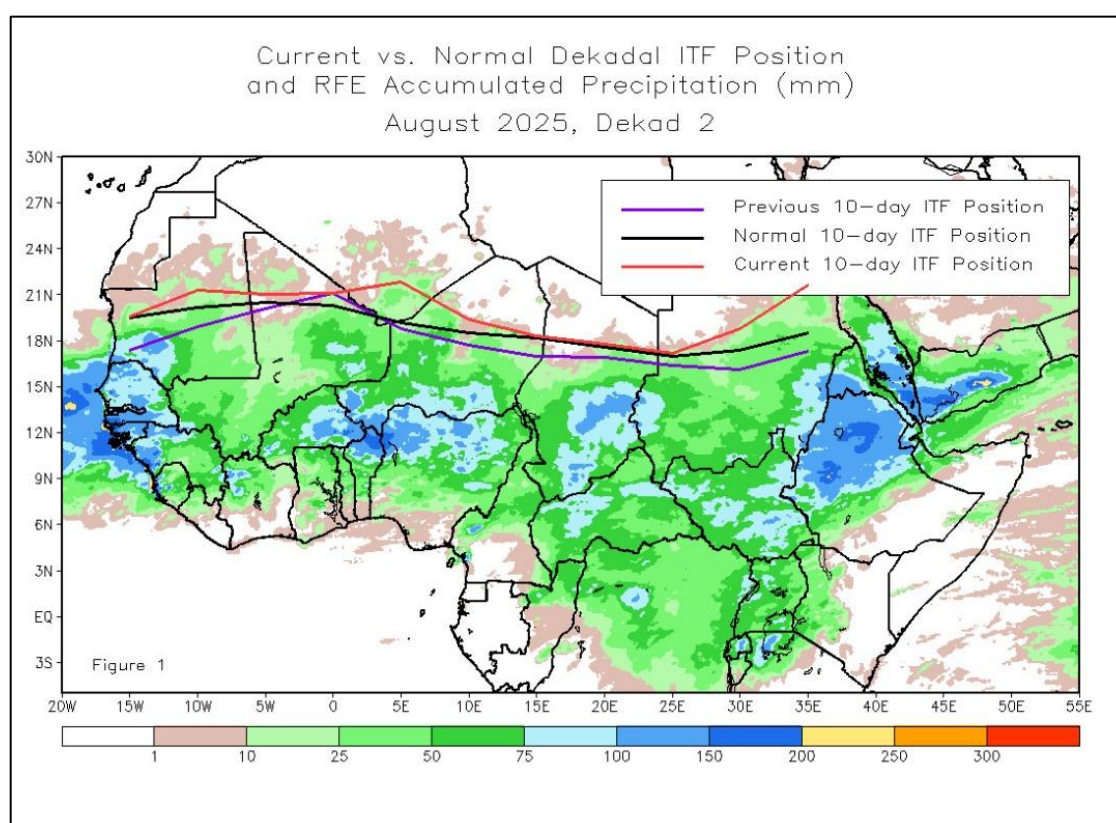 Current vs. Normal Dekadal ITF Position
and RFE Accumulated Precipitation (mm)
August 2025, Dekad 2
30N
27N
24N
21N
18N
15N
12N
9N
6N
3N
EQ
3S
Previous 10-day ITF Position
Normal 10-day ITF Position
Current 10-day ITF Position
Figure 1
20W 15W 10W 5W 0 5E 10E 15E 20E 25E 30E 35E 40E 45E 50E 55E
1 10 25 50 75 100 150 200 250 300